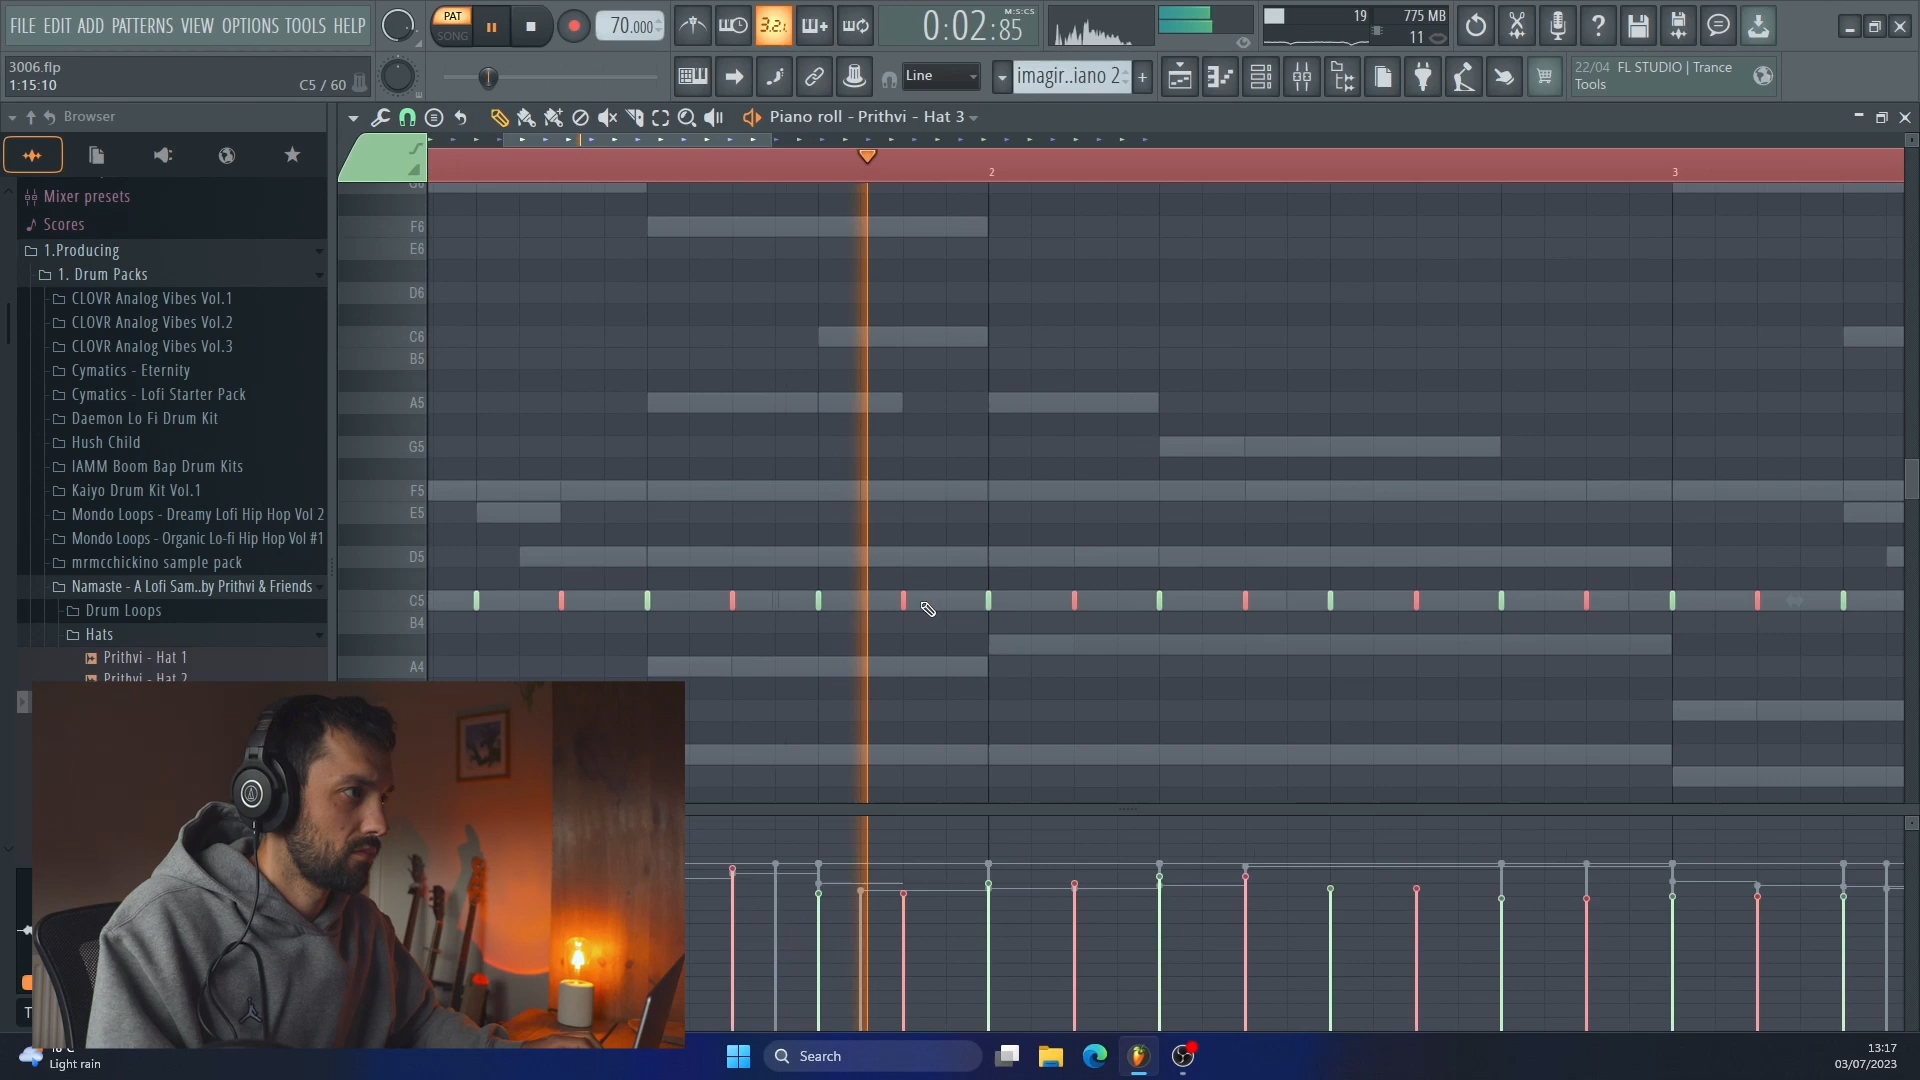 FILE EDIT ADD PATTERNS VIEW OPTIONS TOOLS HELP
PAT
SONG
70.000
3.2.
0:02:85
M:S:CS
19
775 MB
11
3006.flp
1:15:10
C5 / 60
Line
imagir..iano 2
22/04 FL STUDIO | Trance
Tools
Browser
Piano roll - Prithvi - Hat 3
Mixer presets
Scores
1.Producing
1. Drum Packs
CLOVR Analog Vibes Vol.1
CLOVR Analog Vibes Vol.2
CLOVR Analog Vibes Vol.3
Cymatics - Eternity
Cymatics - Lofi Starter Pack
Daemon Lo Fi Drum Kit
Hush Child
IAMM Boom Bap Drum Kits
Kaiyo Drum Kit Vol.1
Mondo Loops - Dreamy Lofi Hip Hop Vol 2
Mondo Loops - Organic Lo-fi Hip Hop Vol #1
mrmcchickino sample pack
Namaste - A Lofi Sam..by Prithvi & Friends
Drum Loops
Hats
Prithvi - Hat 1
Prithvi - Hat 2
2
3
G6
F6
E6
D6
C6
B5
A5
G5
F5
E5
D5
C5
B4
A4
T
Light rain
Search
13:17
03/07/2023